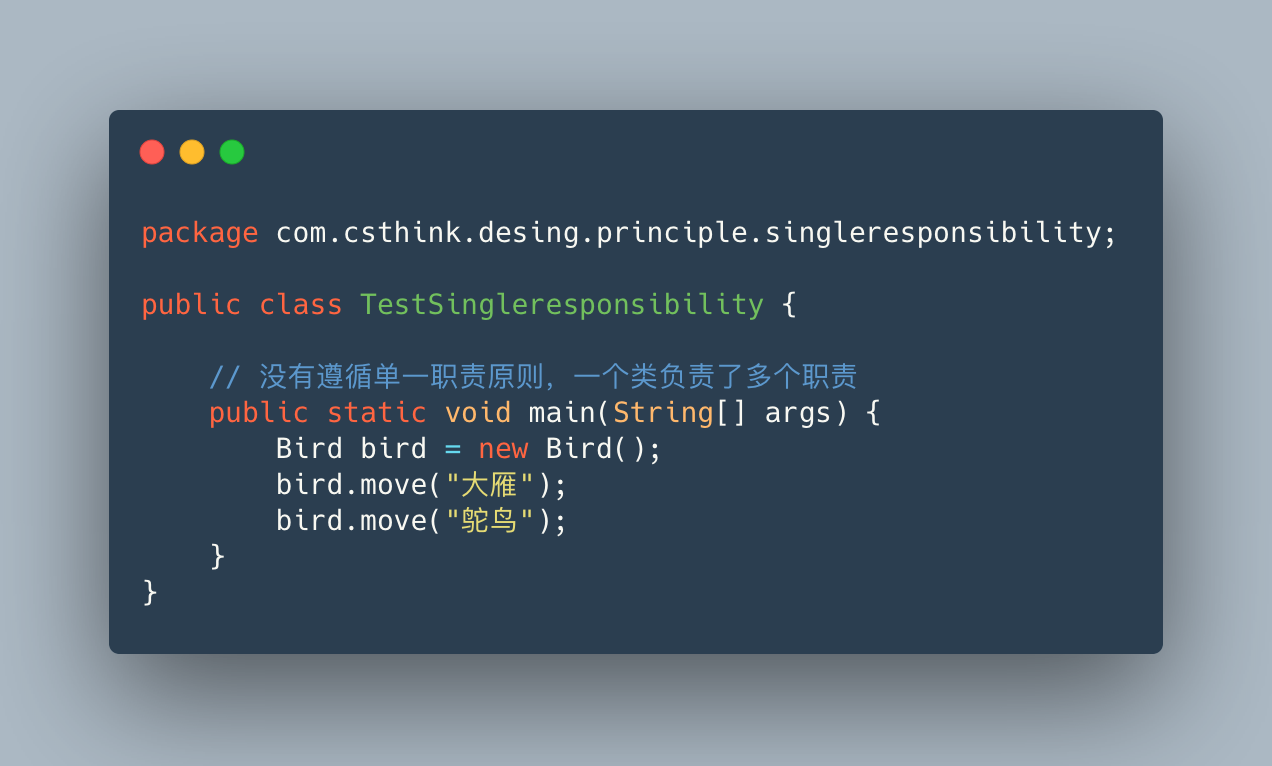 package com.csthink.desing.principle.singleresponsibility;
public class TestSingleresponsibility {
// 没有遵循单一职责原则，一个类负责了多个职责
public static void main(String[] args) {
Bird bird = new Bird();
bird.move("大雁");
bird.move("鸵鸟");
}
}